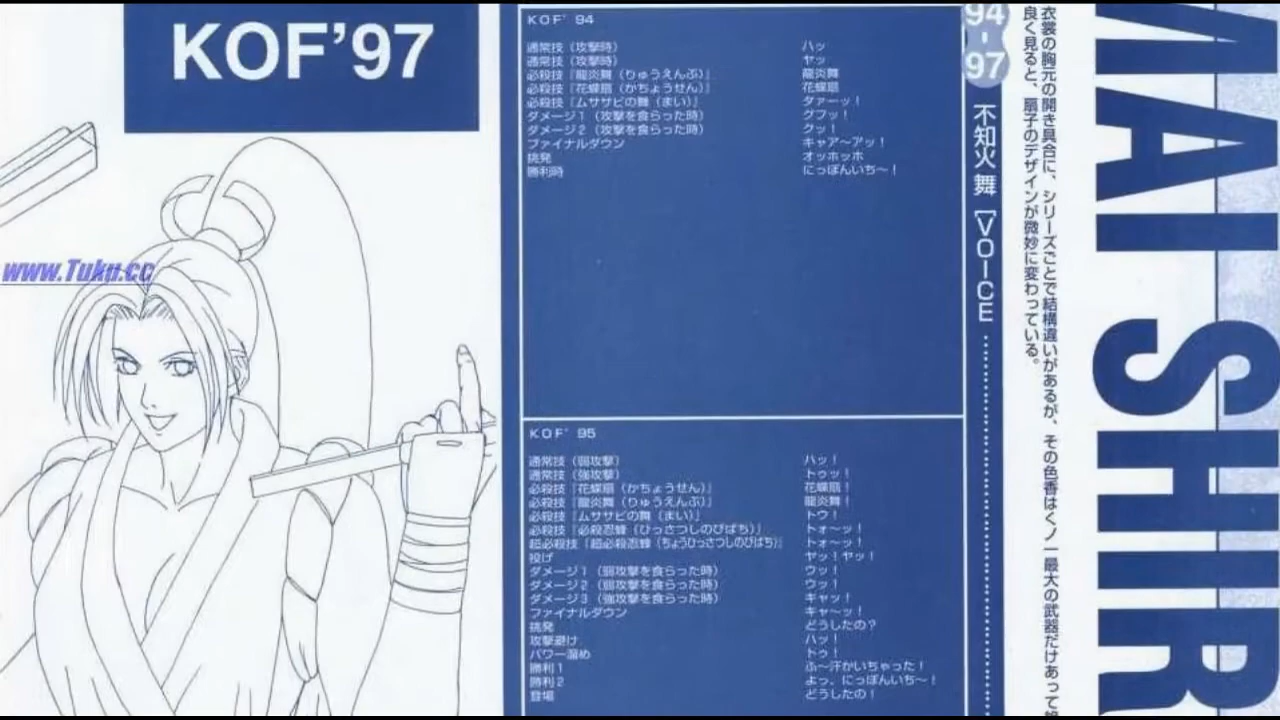 KOF’97
www.Tuku.cc
KOF’94
通常技（攻撃時） ハッ
通常技（攻撃時） ヤッ
必殺技『龍炎舞（りゅうえんぶ）』 龍炎舞
必殺技『花蝶扇（かちょうせん）』 花蝶扇
必殺技『ムササビの舞（まい）』 ダァーッ！
ダメージ1（攻撃を食らった時） グフッ！
ダメージ2（攻撃を食らった時） クッ！
ファイナルダウン キャア〜アッ！
挑発 オッホッホ
勝利時 にっぽんいち〜！
KOF’95
通常技（弱攻撃） ハッ！
通常技（強攻撃） トゥッ！
必殺技『花蝶扇（かちょうせん）』 花蝶扇！
必殺技『龍炎舞（りゅうえんぶ）』 龍炎舞！
必殺技『ムササビの舞（まい）』 トウ！
必殺技『必殺忍蜂（ひっさつしのびばち）』 トォ〜ッ！
超必殺技『超必殺忍蜂（ちょうひっさつしのびばち）』 トォ〜ッ！
投げ ヤッ！ヤッ！
ダメージ1（弱攻撃を食らった時） ウッ！
ダメージ2（弱攻撃を食らった時） ウッ！
ダメージ3（強攻撃を食らった時） キャッ！
ファイナルダウン キャ〜ッ！
挑発 どうしたの？
攻撃避け ハッ！
パワー溜め トゥ！
勝利1 ふ〜汗かいちゃった！
勝利2 よっ、にっぽんいち〜！
登場 どうしたの！
94-97
不知火 舞 【VOICE
衣裳の胸元の開き具合に、シリーズごとで結構違いがあるが、その色香はくノ一最大の武器だけあって
良く見ると、扇子のデザインが微妙に変わっている。
MAI SHIR